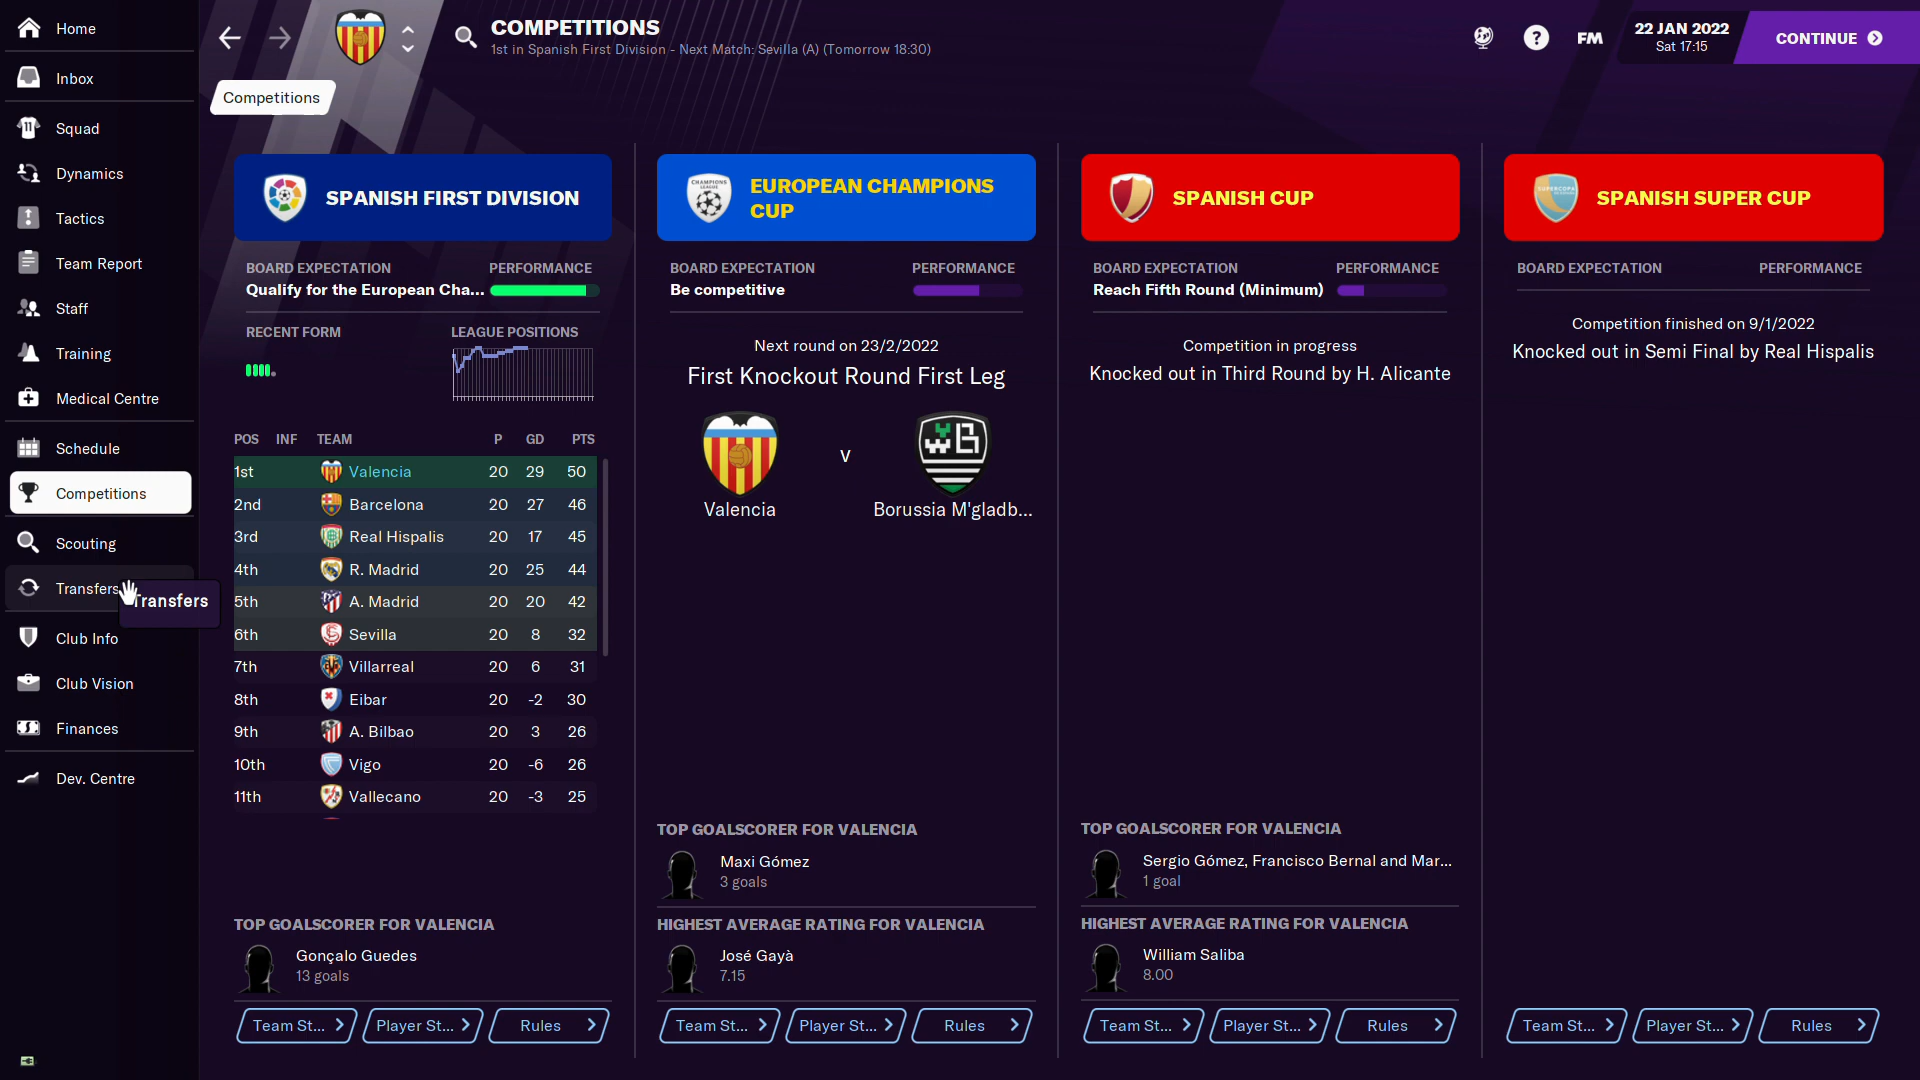 Home
Inbox
Squad
Dynamics
Tactics
Team Report
Staff
Training
Medical Centre
Schedule
Competitions
Scouting
Transfers
Transfers
Club Info
Club Vision
Finances
Dev. Centre
COMPETITIONS
1st in Spanish First Division - Next Match: Sevilla (A) (Tomorrow 18:30)
FM
22 JAN 2022
Sat 17:15
CONTINUE
Competitions
SPANISH FIRST DIVISION
BOARD EXPECTATION PERFORMANCE
Qualify for the European Cha...
RECENT FORM LEAGUE POSITIONS
POS INF TEAM P GD PTS
1st Valencia 20 29 50
2nd Barcelona 20 27 46
3rd Real Hispalis 20 17 45
4th R. Madrid 20 25 44
5th A. Madrid 20 20 42
6th Sevilla 20 8 32
7th Villarreal 20 6 31
8th Eibar 20 -2 30
9th A. Bilbao 20 3 26
10th Vigo 20 -6 26
11th Vallecano 20 -3 25
TOP GOALSCORER FOR VALENCIA
Gonçalo Guedes
13 goals
Team St... Player St... Rules
CHAMPIONS
LEAGUE
EUROPEAN CHAMPIONS
CUP
BOARD EXPECTATION PERFORMANCE
Be competitive
Next round on 23/2/2022
First Knockout Round First Leg
v
Valencia Borussia M'gladb...
TOP GOALSCORER FOR VALENCIA
Maxi Gómez
3 goals
HIGHEST AVERAGE RATING FOR VALENCIA
José Gayà
7.15
Team St... Player St... Rules
SPANISH CUP
BOARD EXPECTATION PERFORMANCE
Reach Fifth Round (Minimum)
Competition in progress
Knocked out in Third Round by H. Alicante
TOP GOALSCORER FOR VALENCIA
Sergio Gómez, Francisco Bernal and Mar...
1 goal
HIGHEST AVERAGE RATING FOR VALENCIA
William Saliba
8.00
Team St... Player St... Rules
SUPERCOPA
SPANISH SUPER CUP
BOARD EXPECTATION PERFORMANCE
Competition finished on 9/1/2022
Knocked out in Semi Final by Real Hispalis
Team St... Player St... Rules